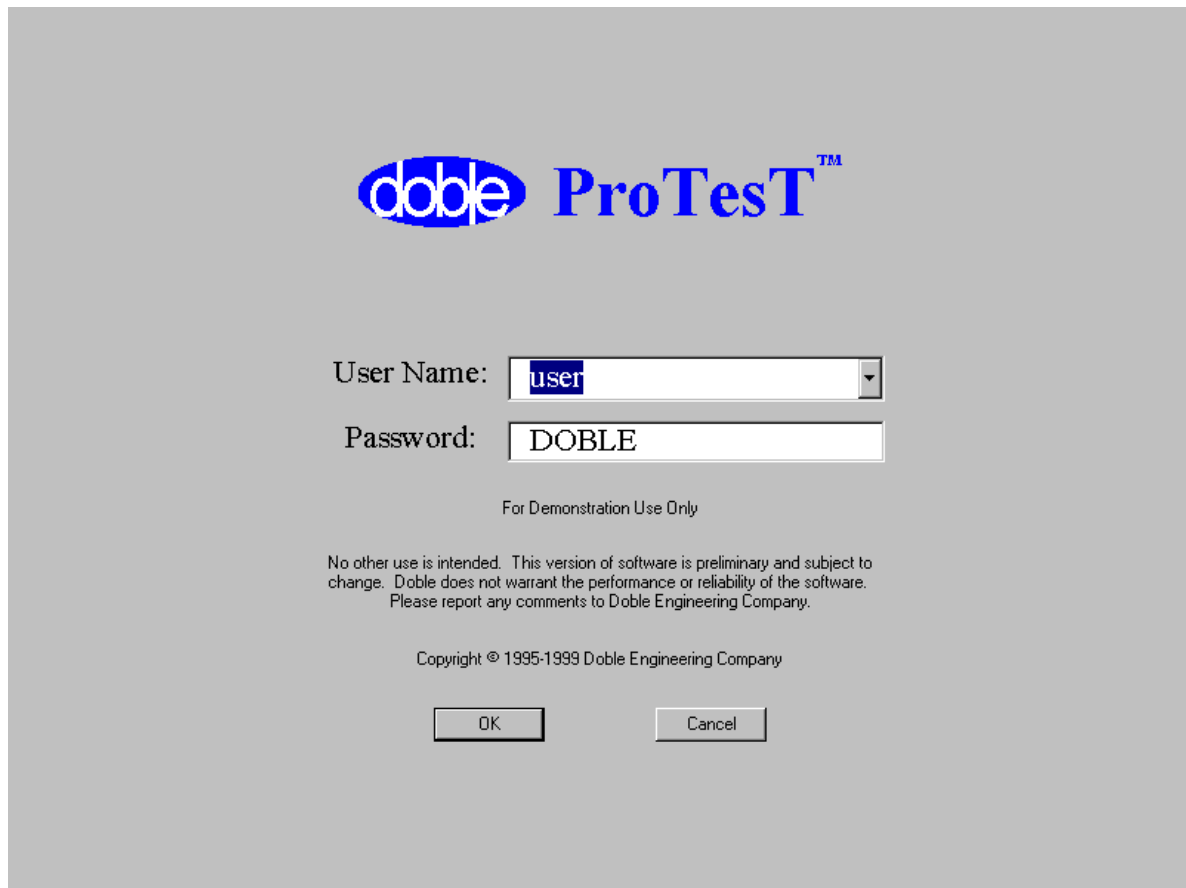 doble ProTesT™
User Name: user
Password: DOBLE
For Demonstration Use Only
No other use is intended. This version of software is preliminary and subject to
change. Doble does not warrant the performance or reliability of the software.
Please report any comments to Doble Engineering Company.
Copyright © 1995-1999 Doble Engineering Company
OK Cancel